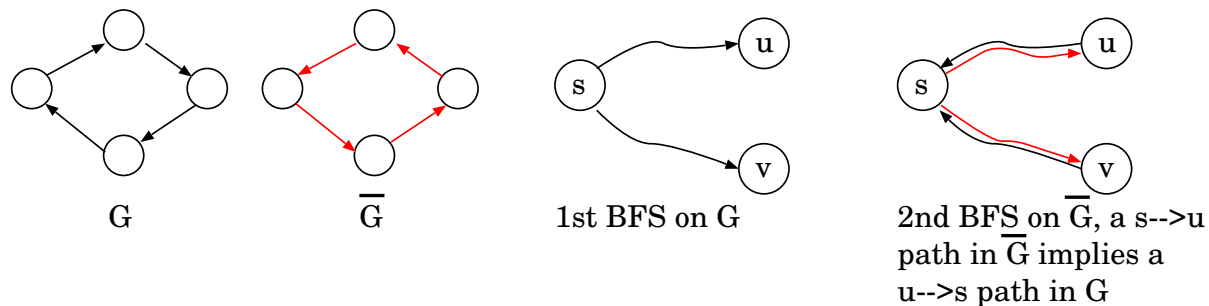 u
u
s
s
v
v
G
G̅
1st BFS on G
2nd BFS on G̅, a s-->u
path in G̅ implies a
u-->s path in G